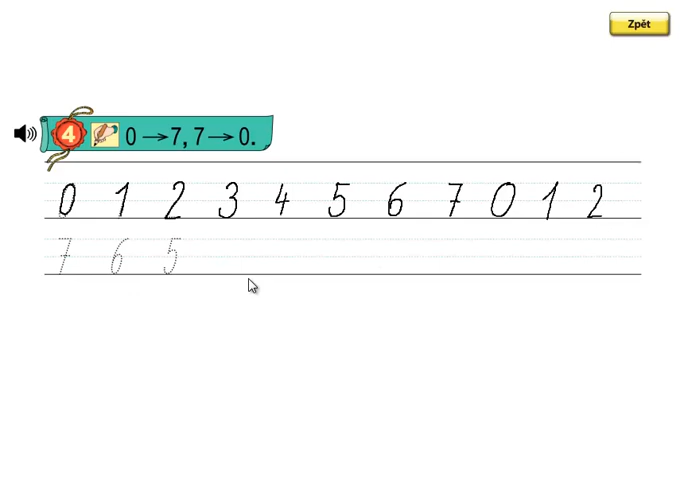 Zpět
4 0 → 7, 7 → 0.
0 1 2 3 4 5 6 7 0 1 2
7 6 5